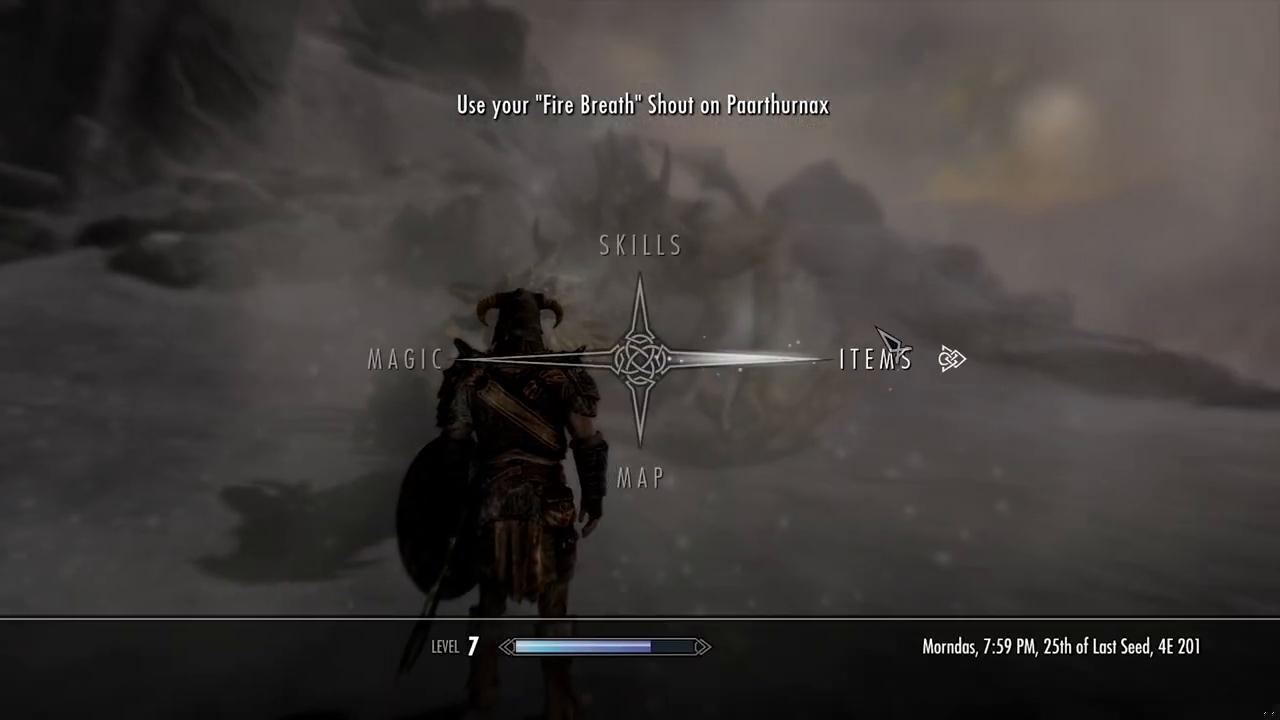 Use your "Fire Breath" Shout on Paarthurnax
SKILLS
MAGIC
ITEMS
MAP
LEVEL 7
Morndas, 7:59 PM, 25th of Last Seed, 4E 201